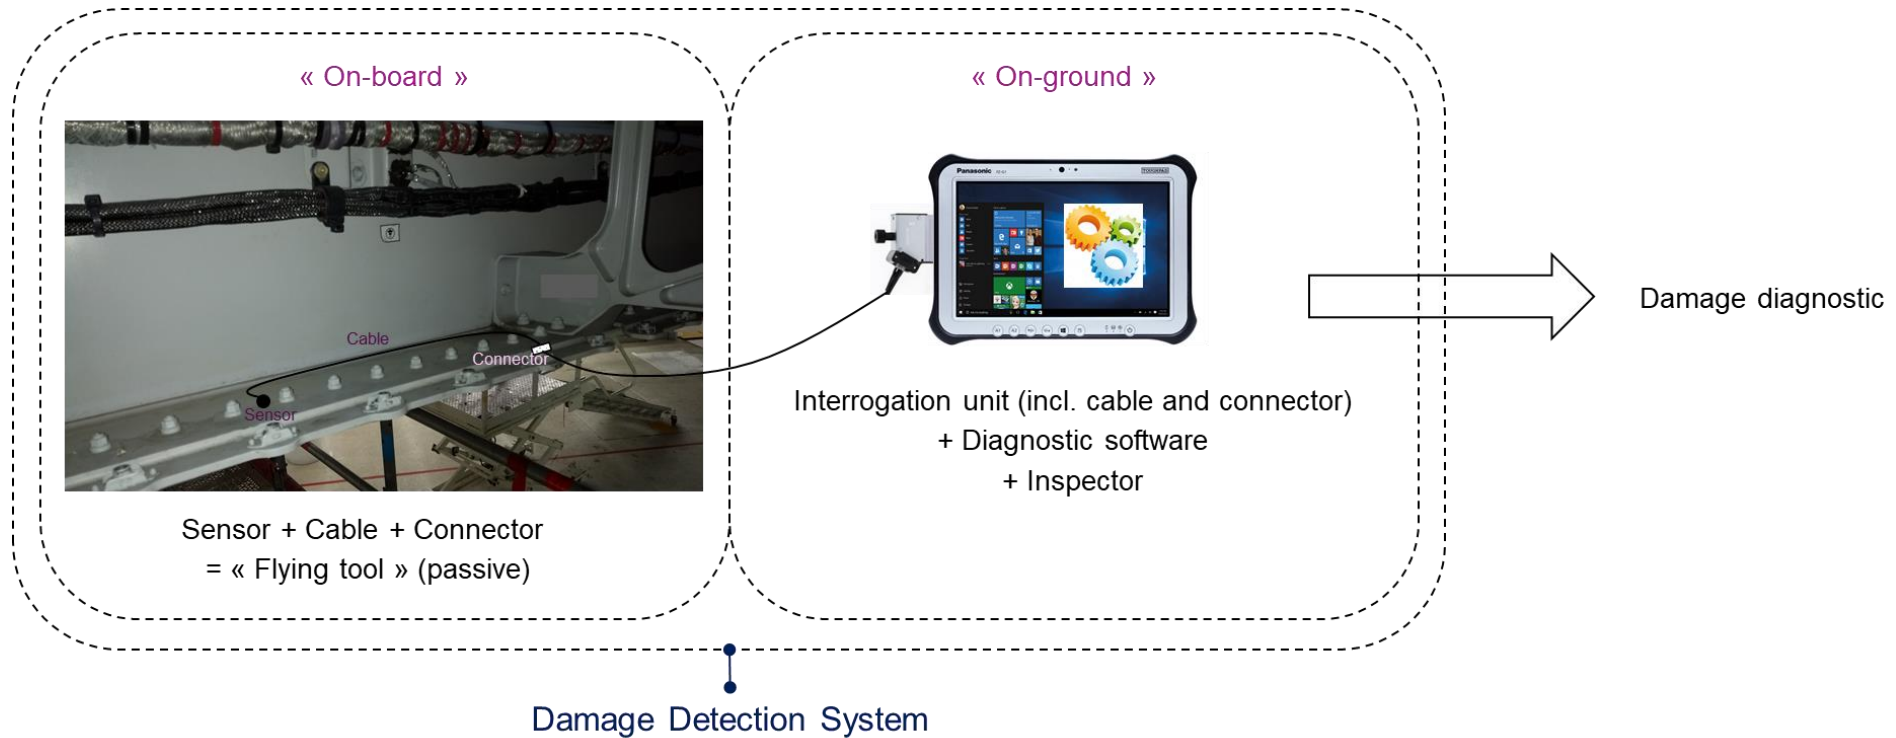 « On-board »
« On-ground »
Panasonic
TOUGHPAD
Cable
Connector
Sensor
Damage diagnostic
Interrogation unit (incl. cable and connector)
+ Diagnostic software
+ Inspector
Sensor + Cable + Connector
= « Flying tool » (passive)
Damage Detection System